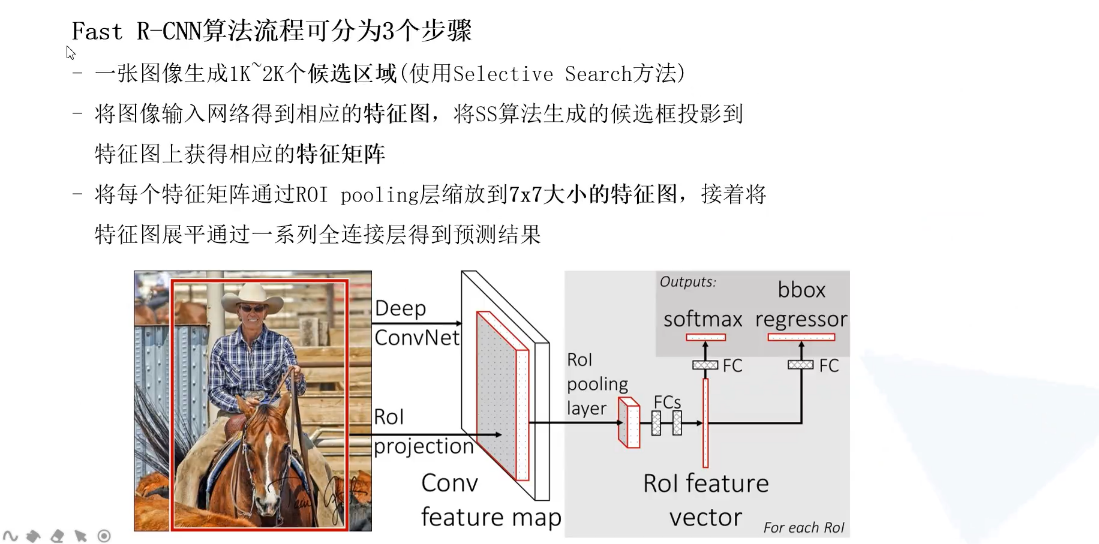 Fast R-CNN算法流程可分为3个步骤
- 一张图像生成1K~2K个候选区域(使用Selective Search方法)
- 将图像输入网络得到相应的特征图，将SS算法生成的候选框投影到
特征图上获得相应的特征矩阵
- 将每个特征矩阵通过ROI pooling层缩放到7x7大小的特征图，接着将
特征图展平通过一系列全连接层得到预测结果
Deep
ConvNet
RoI
projection
Conv
feature map
RoI
pooling
layer
FCs
RoI feature
vector
For each RoI
Outputs:
softmax
bbox
regressor
FC
FC